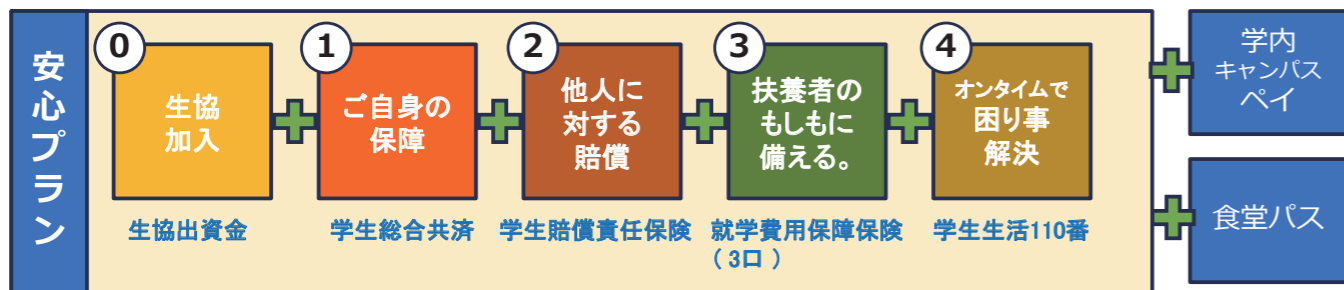 安心プラン
0
生協
加入
生協出資金
1
ご自身の
保障
学生総合共済
2
他人に
対する
賠償
学生賠償責任保険
3
扶養者の
もしもに
備える。
就学費用保障保険
（3口）
4
オンタイムで
困り事
解決
学生生活110番
学内
キャンパス
ペイ
食堂パス